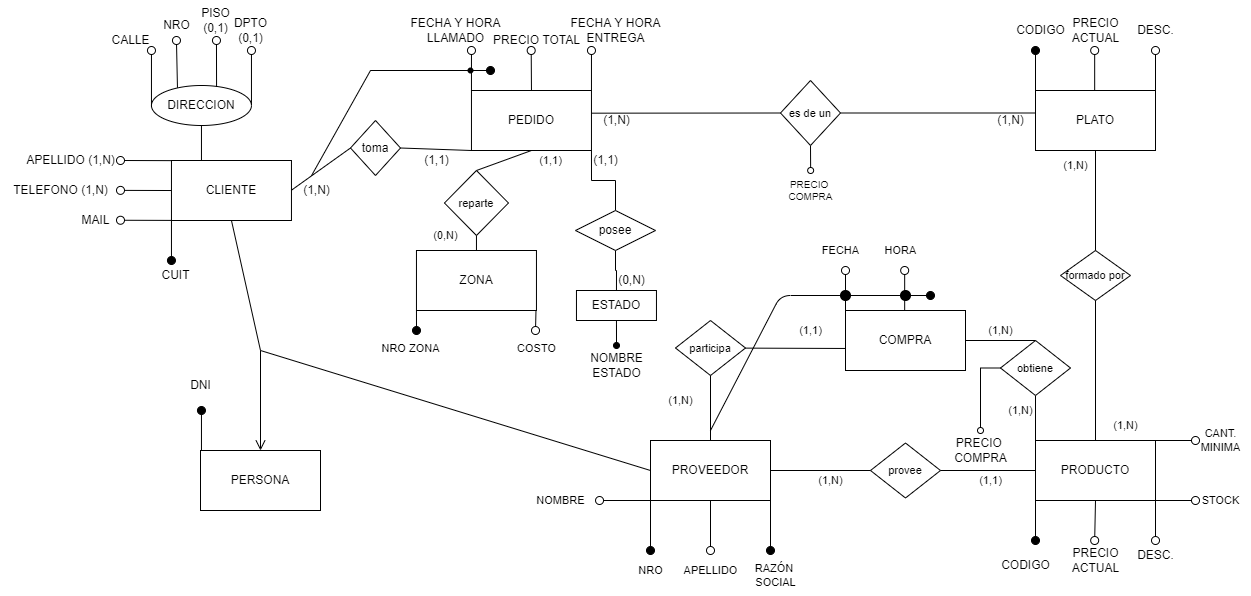 CALLE
NRO
PISO
(0,1)
DPTO
(0,1)
DIRECCION
FECHA Y HORA
LLAMADO
PRECIO TOTAL
FECHA Y HORA
ENTREGA
CODIGO
PRECIO
ACTUAL
DESC.
PEDIDO
(1,N)
es de un
(1,N)
PLATO
PRECIO
COMPRA
toma
(1,1)
(1,1)
(1,1)
(1,N)
APELLIDO (1,N)
TELEFONO (1,N)
MAIL
CLIENTE
(1,N)
CUIT
reparte
(0,N)
ZONA
NRO ZONA
COSTO
posee
(0,N)
ESTADO
NOMBRE
ESTADO
FECHA
HORA
formado por
participa
(1,1)
COMPRA
(1,N)
obtiene
(1,N)
(1,N)
PRECIO
COMPRA
(1,N)
DNI
PERSONA
PROVEEDOR
(1,N)
provee
(1,1)
PRODUCTO
CANT.
MINIMA
STOCK
NOMBRE
NRO
APELLIDO
RAZÓN
SOCIAL
CODIGO
PRECIO
ACTUAL
DESC.